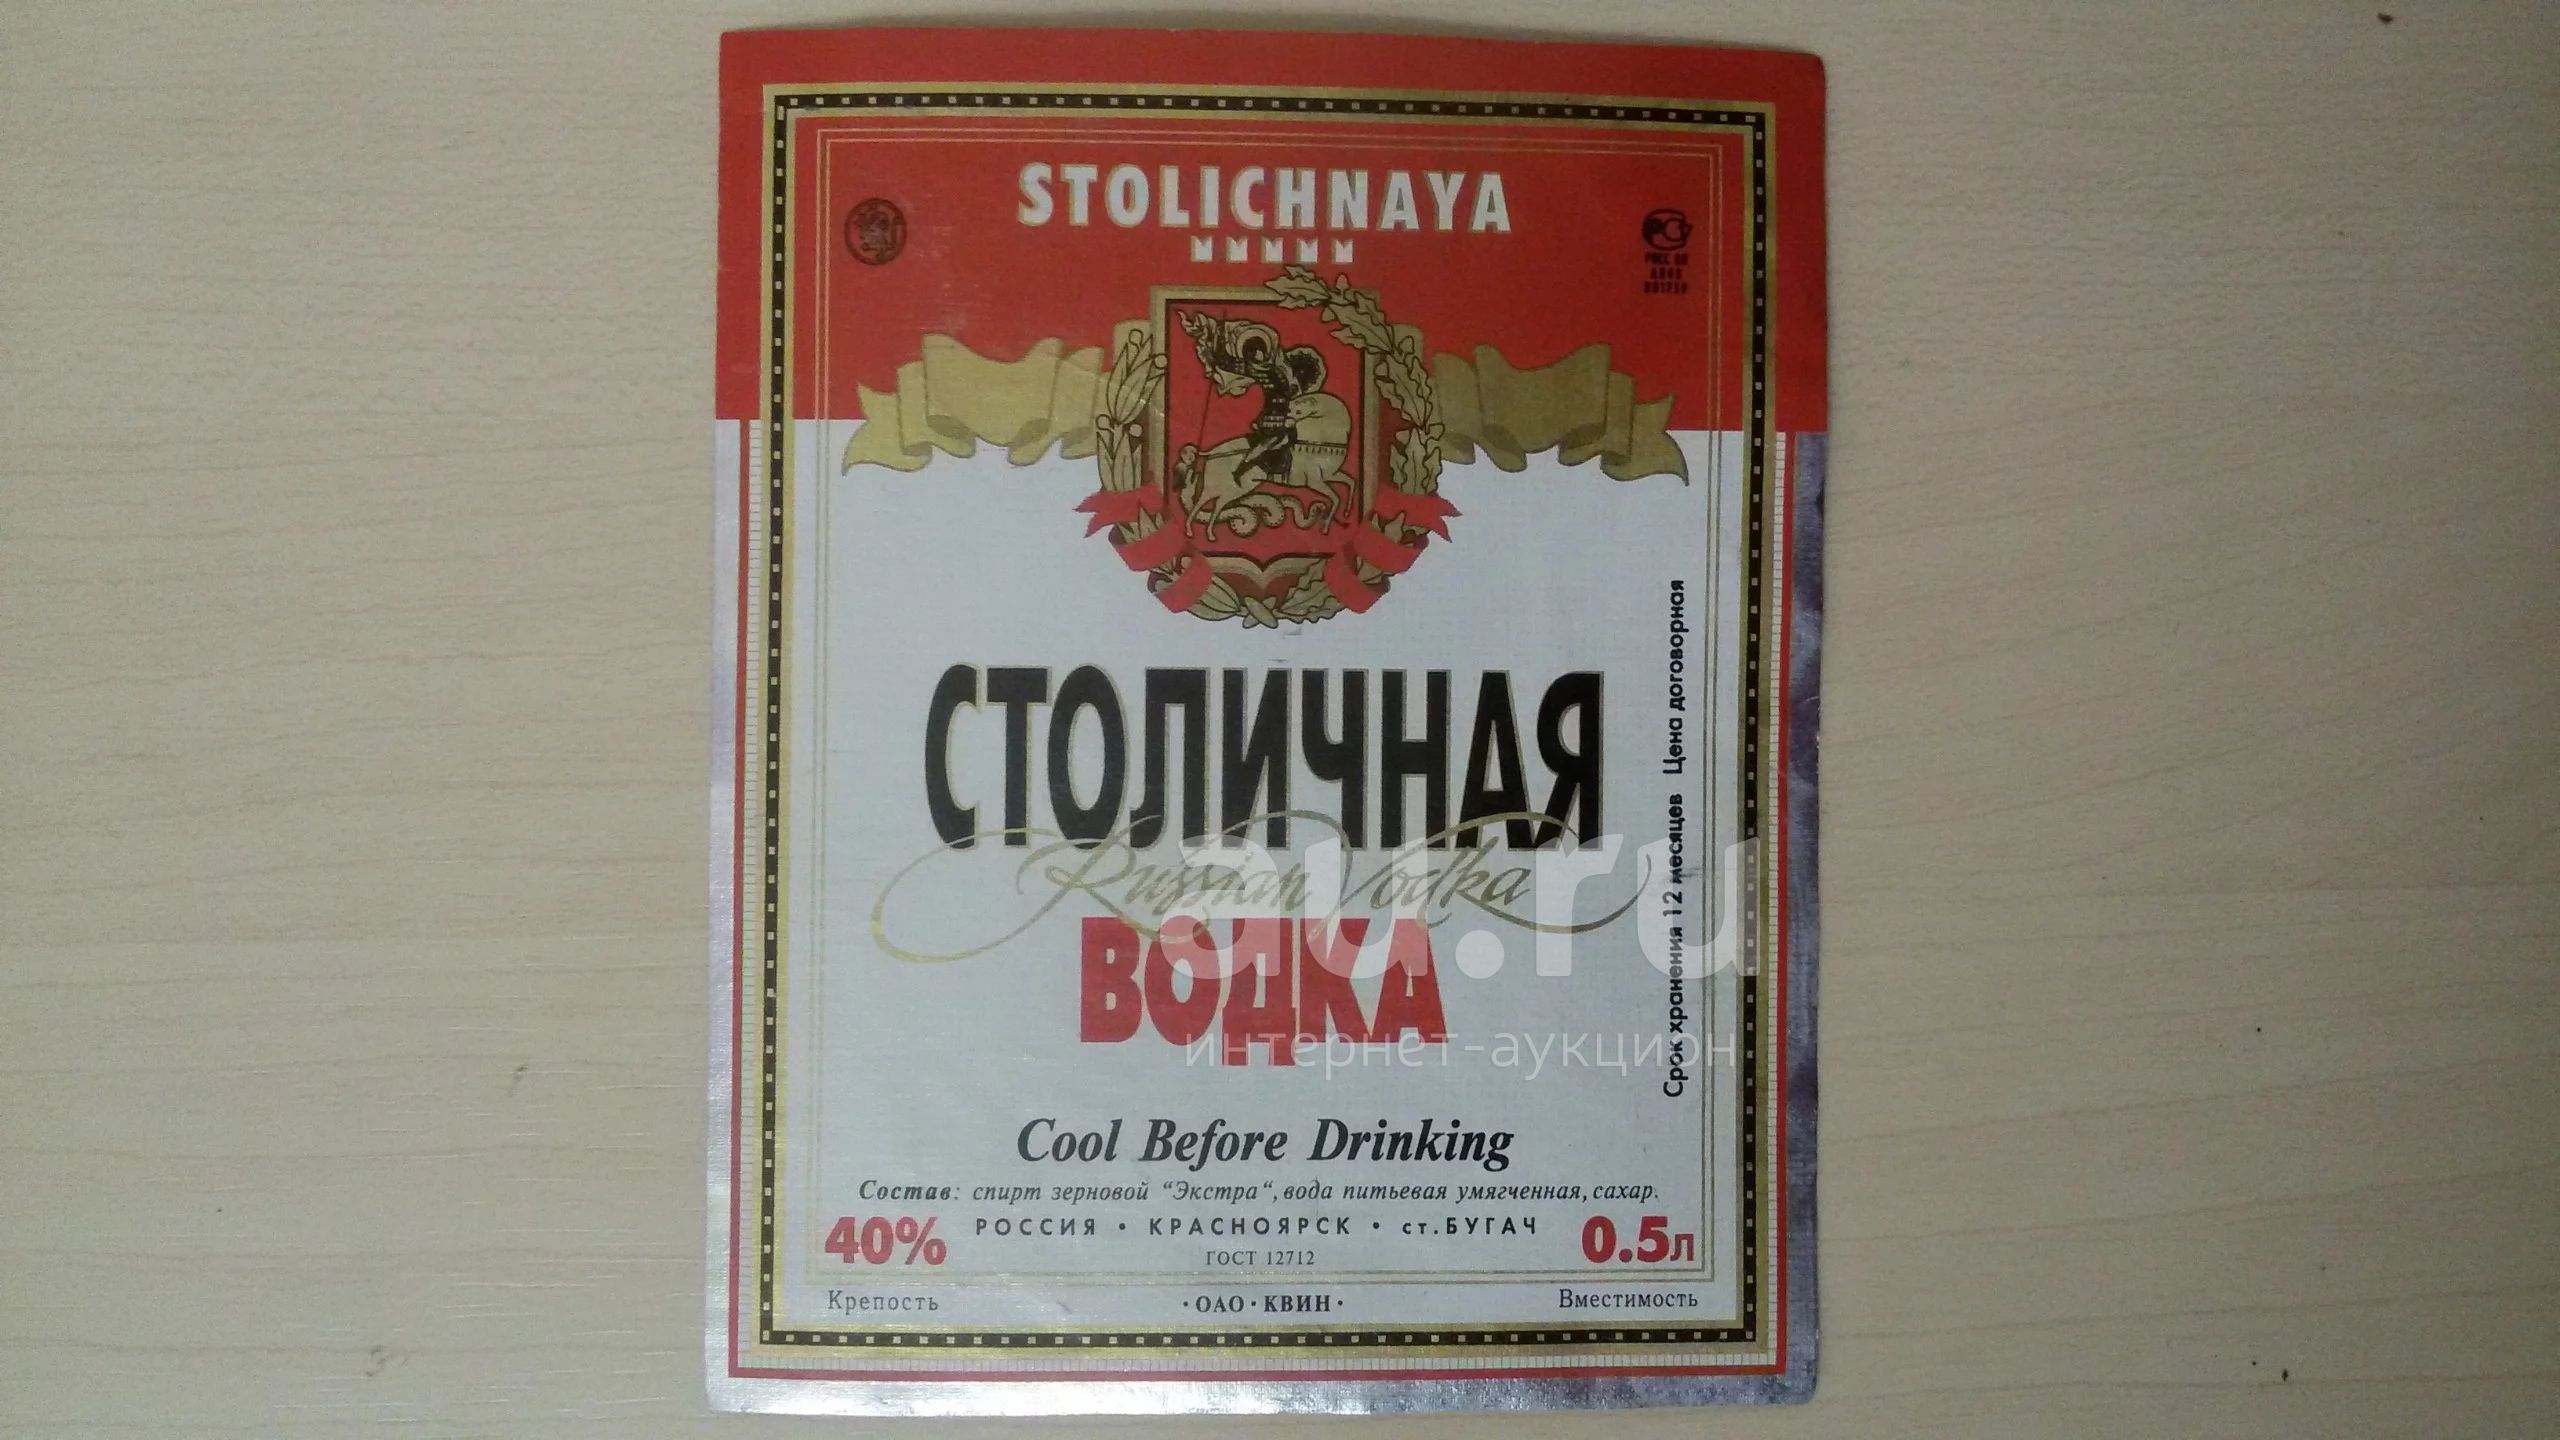 STOLICHNAYA
СТОЛИЧНАЯ
Russian Vodka
ВОДКА
Срок хранения 12 месяцев Цена договорная
au.ru
интернет-аукцион
Cool Before Drinking
Состав: спирт зерновой “Экстра“, вода питьевая умягченная, сахар.
40% РОССИЯ • КРАСНОЯРСК • ст.БУГАЧ 0.5л
ГОСТ 12712
Крепость •ОАО•КВИН• Вместимость